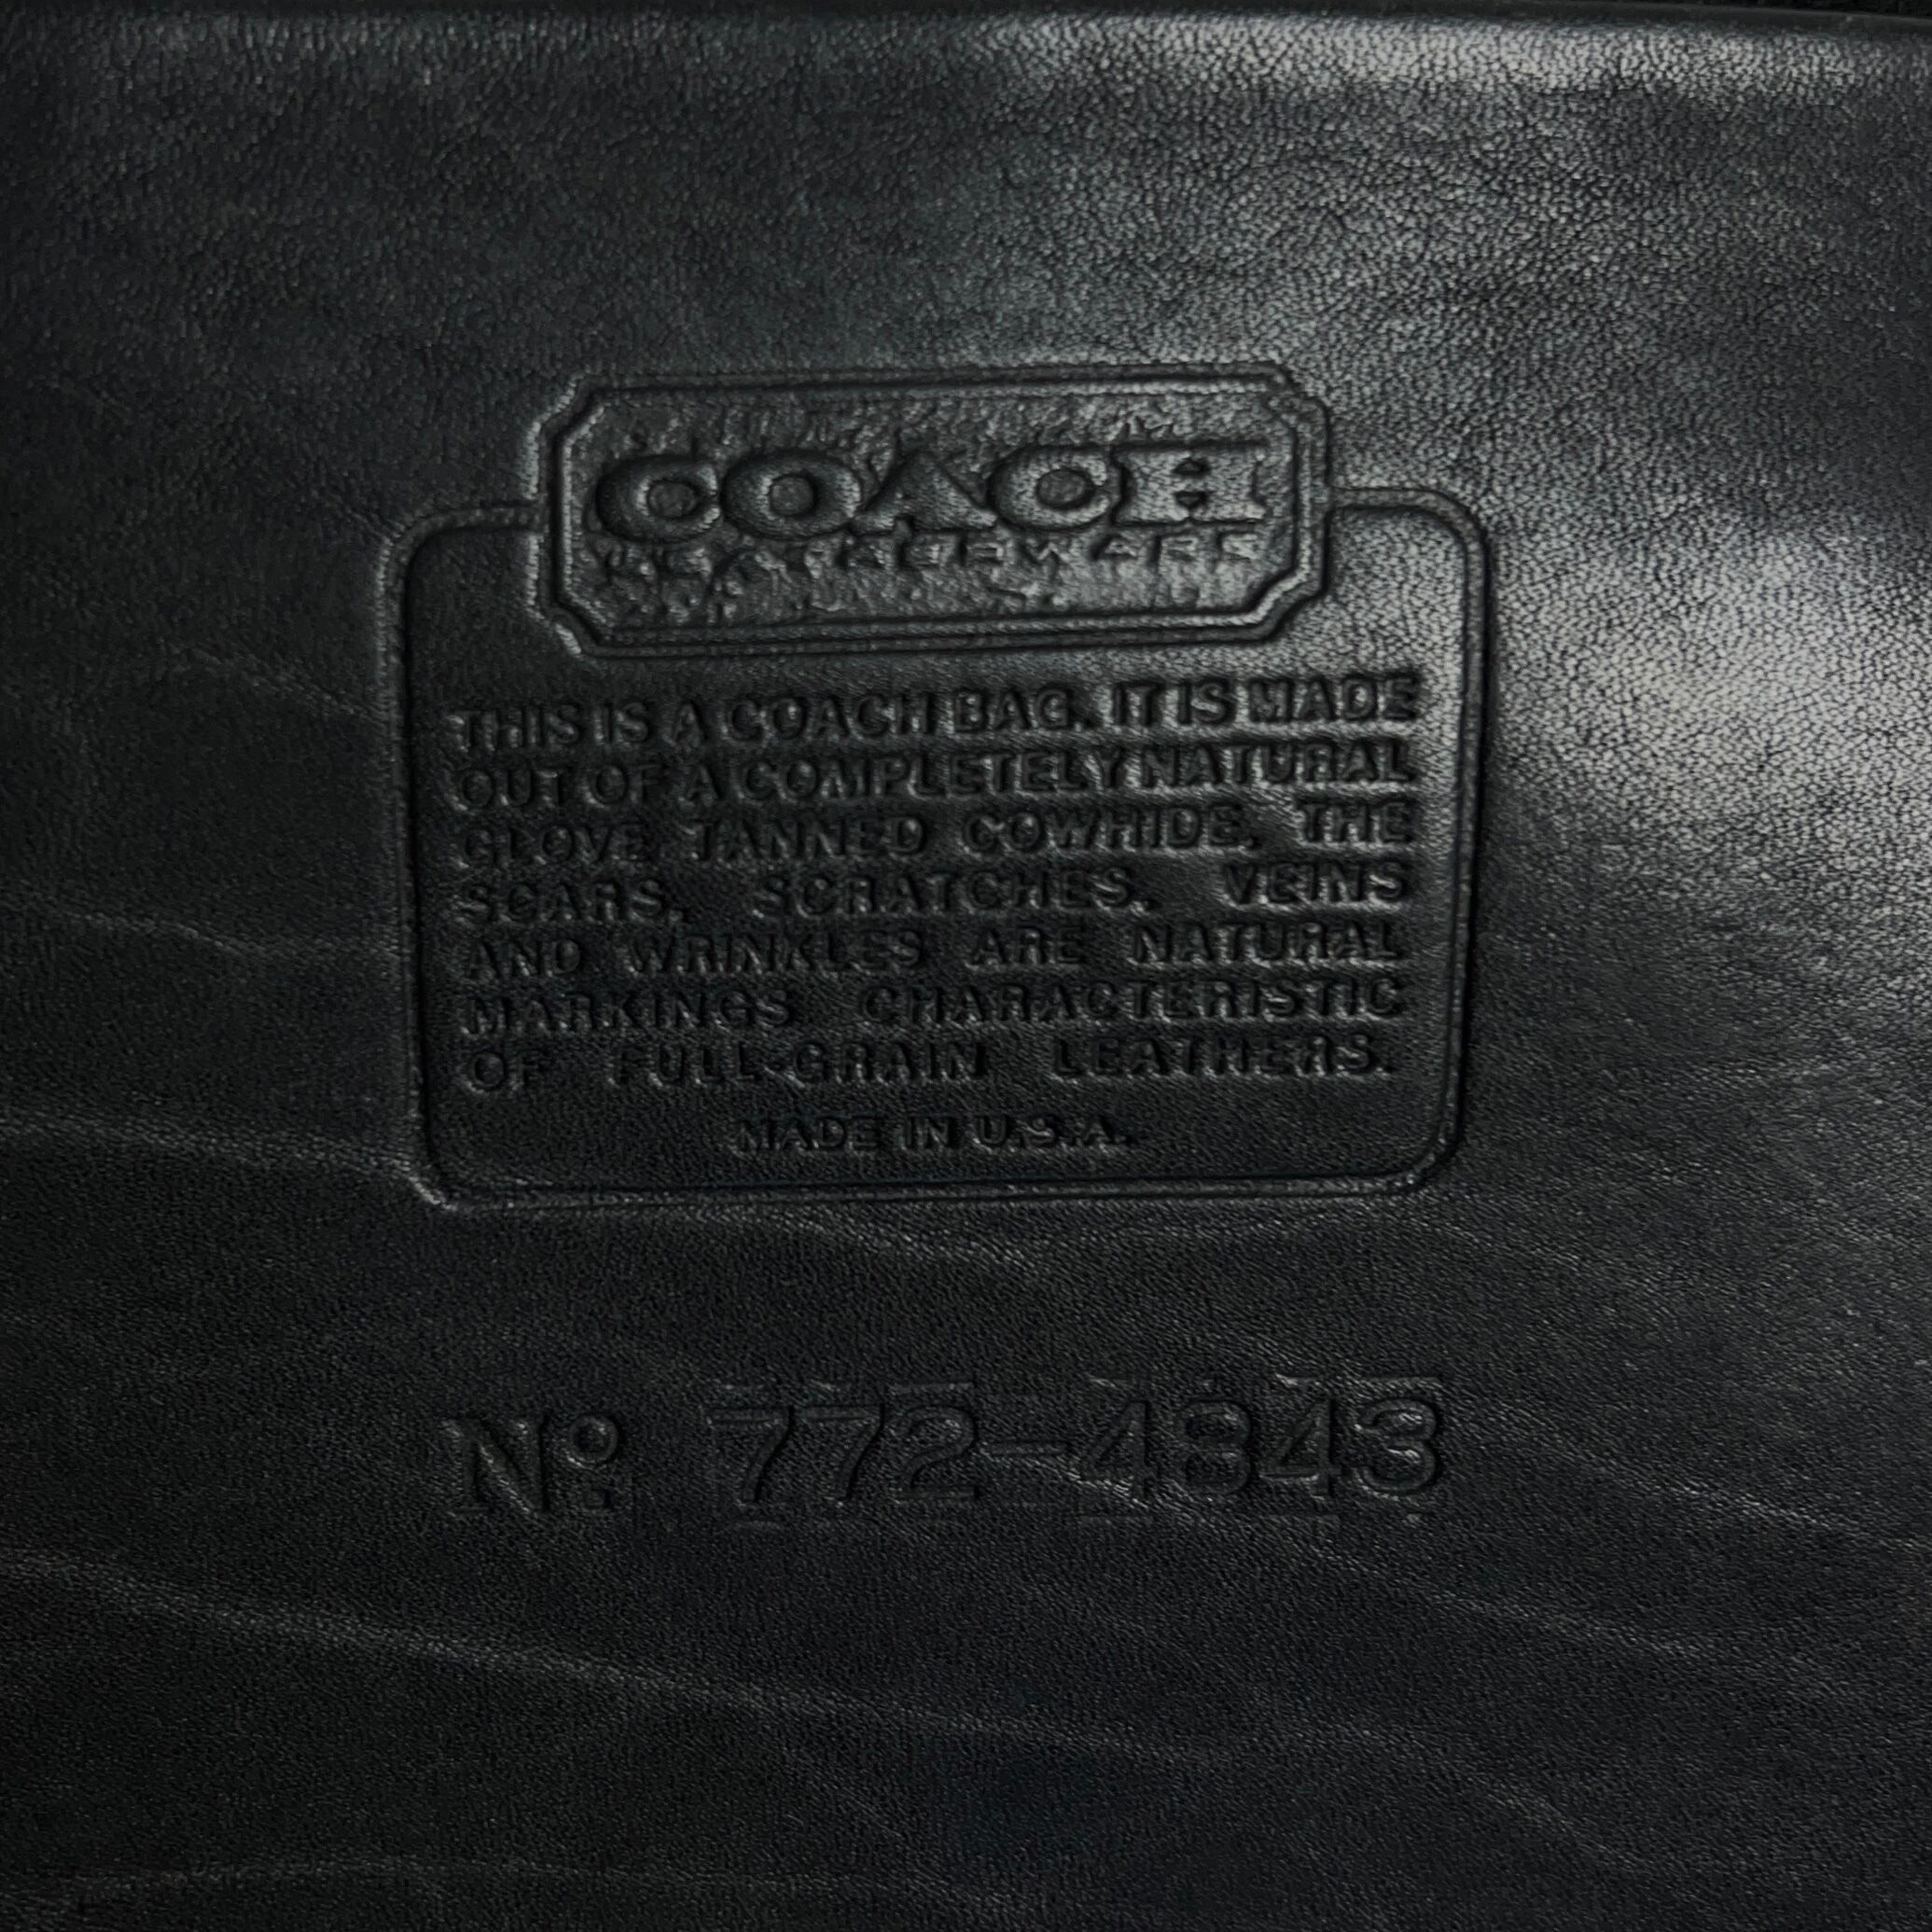 COACH
LEATHERWARE
THIS IS A COACH BAG. IT IS MADE
OUT OF A COMPLETELY NATURAL
GLOVE TANNED COWHIDE. THE
SCARS, SCRATCHES, VEINS
AND WRINKLES ARE NATURAL
MARKINGS CHARACTERISTIC
OF FULL-GRAIN LEATHERS.
MADE IN U.S.A.
Nº 772-4843